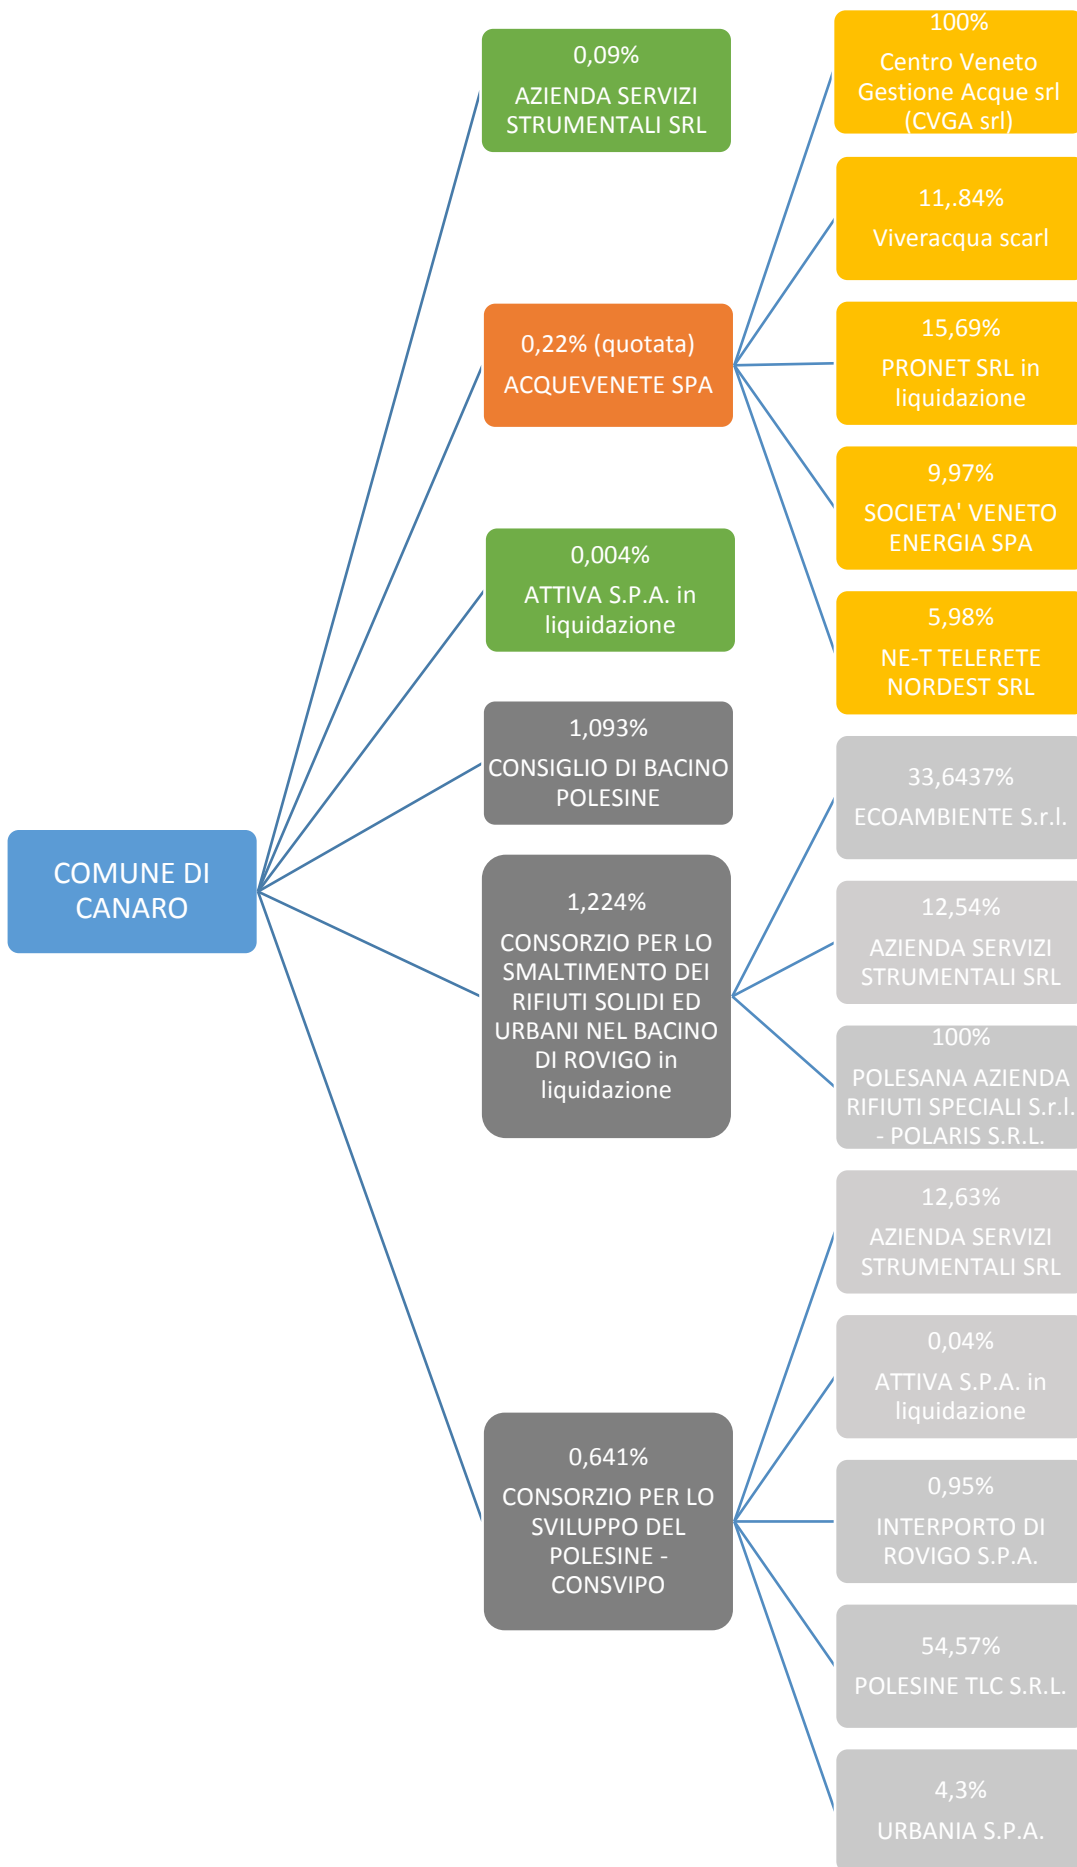 COMUNE DI
CANARO
0,09%
AZIENDA SERVIZI
STRUMENTALI SRL
0,22% (quotata)
ACQUEVENETE SPA
100%
Centro Veneto
Gestione Acque srl
(CVGA srl)
11,.84%
Viveracqua scarl
15,69%
PRONET SRL in
liquidazione
9,97%
SOCIETA' VENETO
ENERGIA SPA
5,98%
NE-T TELERETE
NORDEST SRL
0,004%
ATTIVA S.P.A. in
liquidazione
1,093%
CONSIGLIO DI BACINO
POLESINE
1,224%
CONSORZIO PER LO
SMALTIMENTO DEI
RIFIUTI SOLIDI ED
URBANI NEL BACINO
DI ROVIGO in
liquidazione
33,6437%
ECOAMBIENTE S.r.l.
12,54%
AZIENDA SERVIZI
STRUMENTALI SRL
100%
POLESANA AZIENDA
RIFIUTI SPECIALI S.r.l.
- POLARIS S.R.L.
0,641%
CONSORZIO PER LO
SVILUPPO DEL
POLESINE -
CONSVIPO
12,63%
AZIENDA SERVIZI
STRUMENTALI SRL
0,04%
ATTIVA S.P.A. in
liquidazione
0,95%
INTERPORTO DI
ROVIGO S.P.A.
54,57%
POLESINE TLC S.R.L.
4,3%
URBANIA S.P.A.